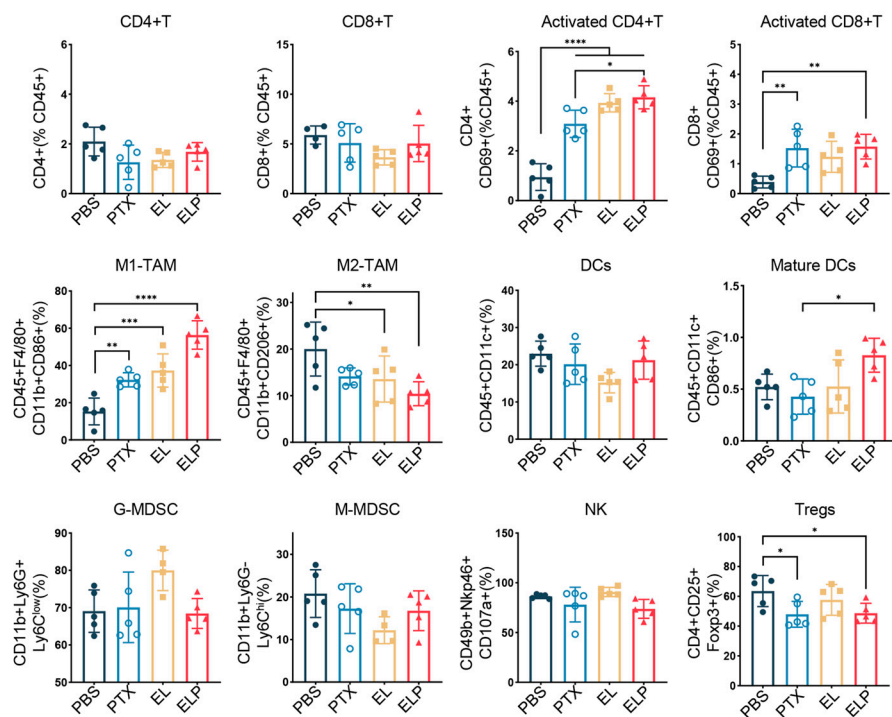 CD4+T
CD4+(% CD45+)
6
4
2
0
PBS
PTX
EL
ELP
CD8+T
CD8+(% CD45+)
15
10
5
0
PBS
PTX
EL
ELP
Activated CD4+T
CD4+
CD69+(%CD45+)
6
4
2
0
****
*
PBS
PTX
EL
ELP
Activated CD8+T
CD8+
CD69+(%CD45+)
5
4
3
2
1
0
**
**
PBS
PTX
EL
ELP
M1-TAM
CD45+F4/80+
CD11b+CD86+(%)
80
60
40
20
0
****
***
**
PBS
PTX
EL
ELP
M2-TAM
CD45+F4/80+
CD11b+CD206+(%)
30
20
10
0
**
*
PBS
PTX
EL
ELP
DCs
CD45+CD11c+(%)
40
30
20
10
0
PBS
PTX
EL
ELP
Mature DCs
CD45+CD11c+
CD86+(%)
1.5
1.0
0.5
0.0
*
PBS
PTX
EL
ELP
G-MDSC
CD11b+Ly6G+
Ly6Clow(%)
90
80
70
60
50
PBS
PTX
EL
ELP
M-MDSC
CD11b+Ly6G-
Ly6Chi(%)
30
20
10
0
PBS
PTX
EL
ELP
NK
CD49b+Nkp46+
CD107a+(%)
150
100
50
0
PBS
PTX
EL
ELP
Tregs
CD4+CD25+
Foxp3+(%)
100
80
60
40
20
0
*
*
PBS
PTX
EL
ELP